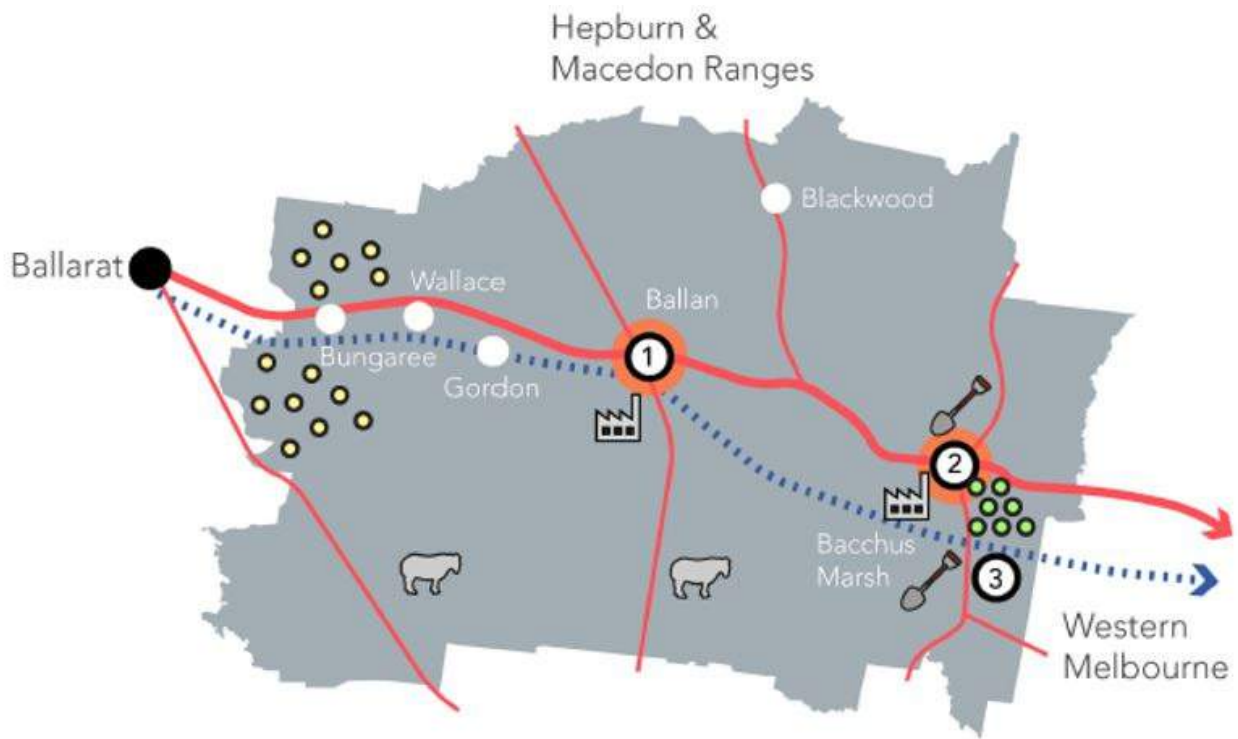 Hepburn &
Macedon Ranges
Blackwood
Ballarat
Wallace
Ballan
Bungaree
1
Gordon
2
Bacchus
Marsh
3
Western
Melbourne